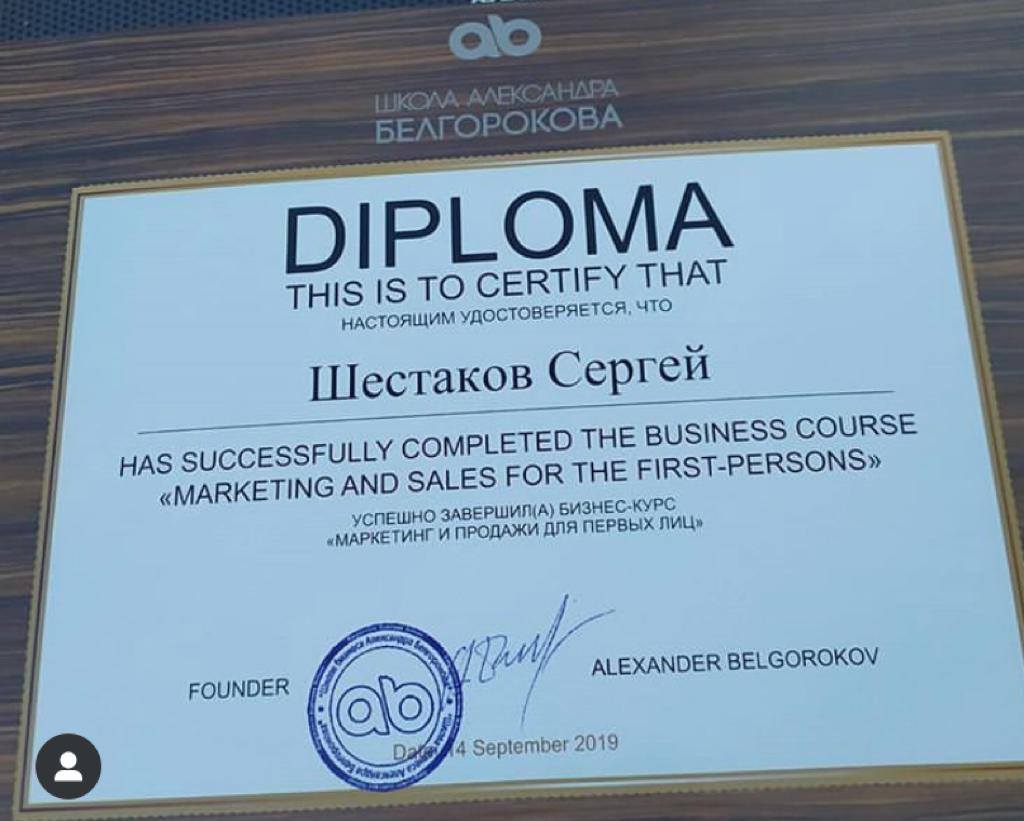 ab
ШКОЛА АЛЕКСАНДРА
БЕЛГОРОКОВА
DIPLOMA
THIS IS TO CERTIFY THAT
НАСТОЯЩИМ УДОСТОВЕРЯЕТСЯ, ЧТО
Шестаков Сергей
HAS SUCCESSFULLY COMPLETED THE BUSINESS COURSE
«MARKETING AND SALES FOR THE FIRST-PERSONS»
УСПЕШНО ЗАВЕРШИЛ(А) БИЗНЕС-КУРС
«МАРКЕТИНГ И ПРОДАЖИ ДЛЯ ПЕРВЫХ ЛИЦ»
FOUNDER
ab
ALEXANDER BELGOROKOV
Date 14 September 2019